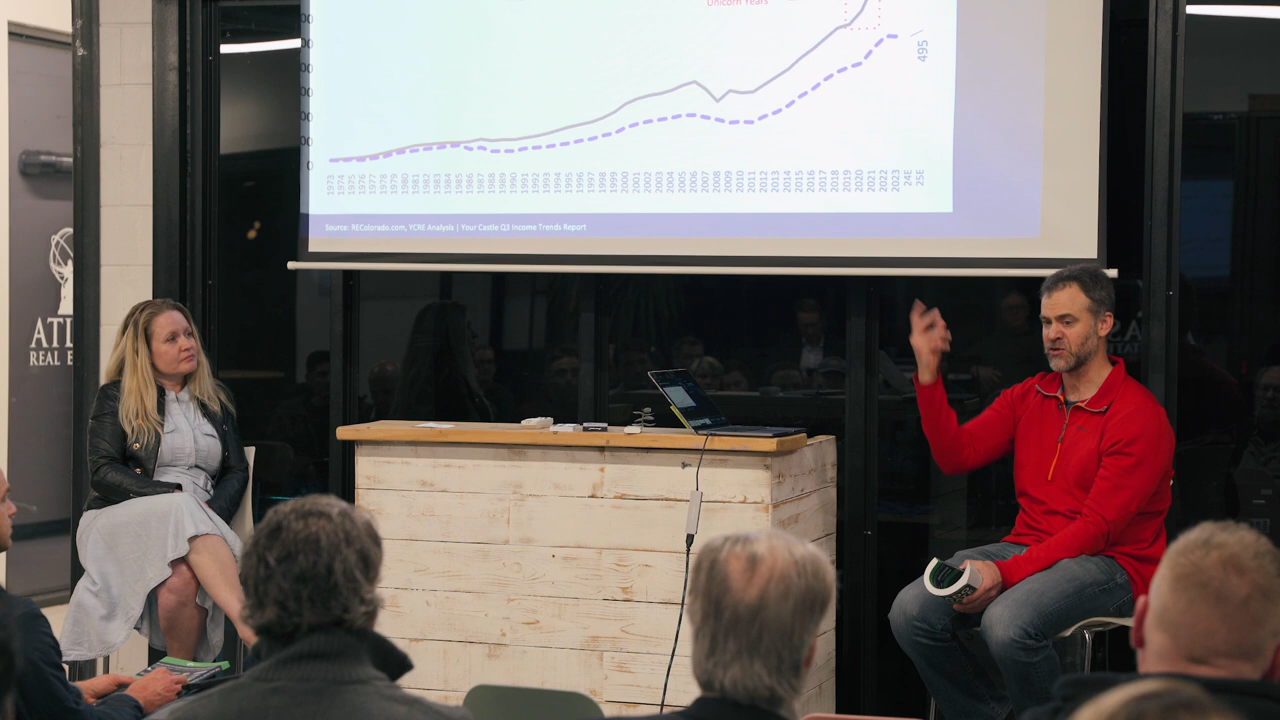 Unicorn Years
495
0
1973 1974 1975 1976 1977 1978 1979 1980 1981 1982 1983 1984 1985 1986 1987 1988 1989 1990 1991 1992 1993 1994 1995 1996 1997 1998 1999 2000 2001 2002 2003 2004 2005 2006 2007 2008 2009 2010 2011 2012 2013 2014 2015 2016 2017 2018 2019 2020 2021 2022 2023 24E 25E
Source: REColorado.com, YCRE Analysis | Your Castle Q3 Income Trends Report
ATL
REAL E